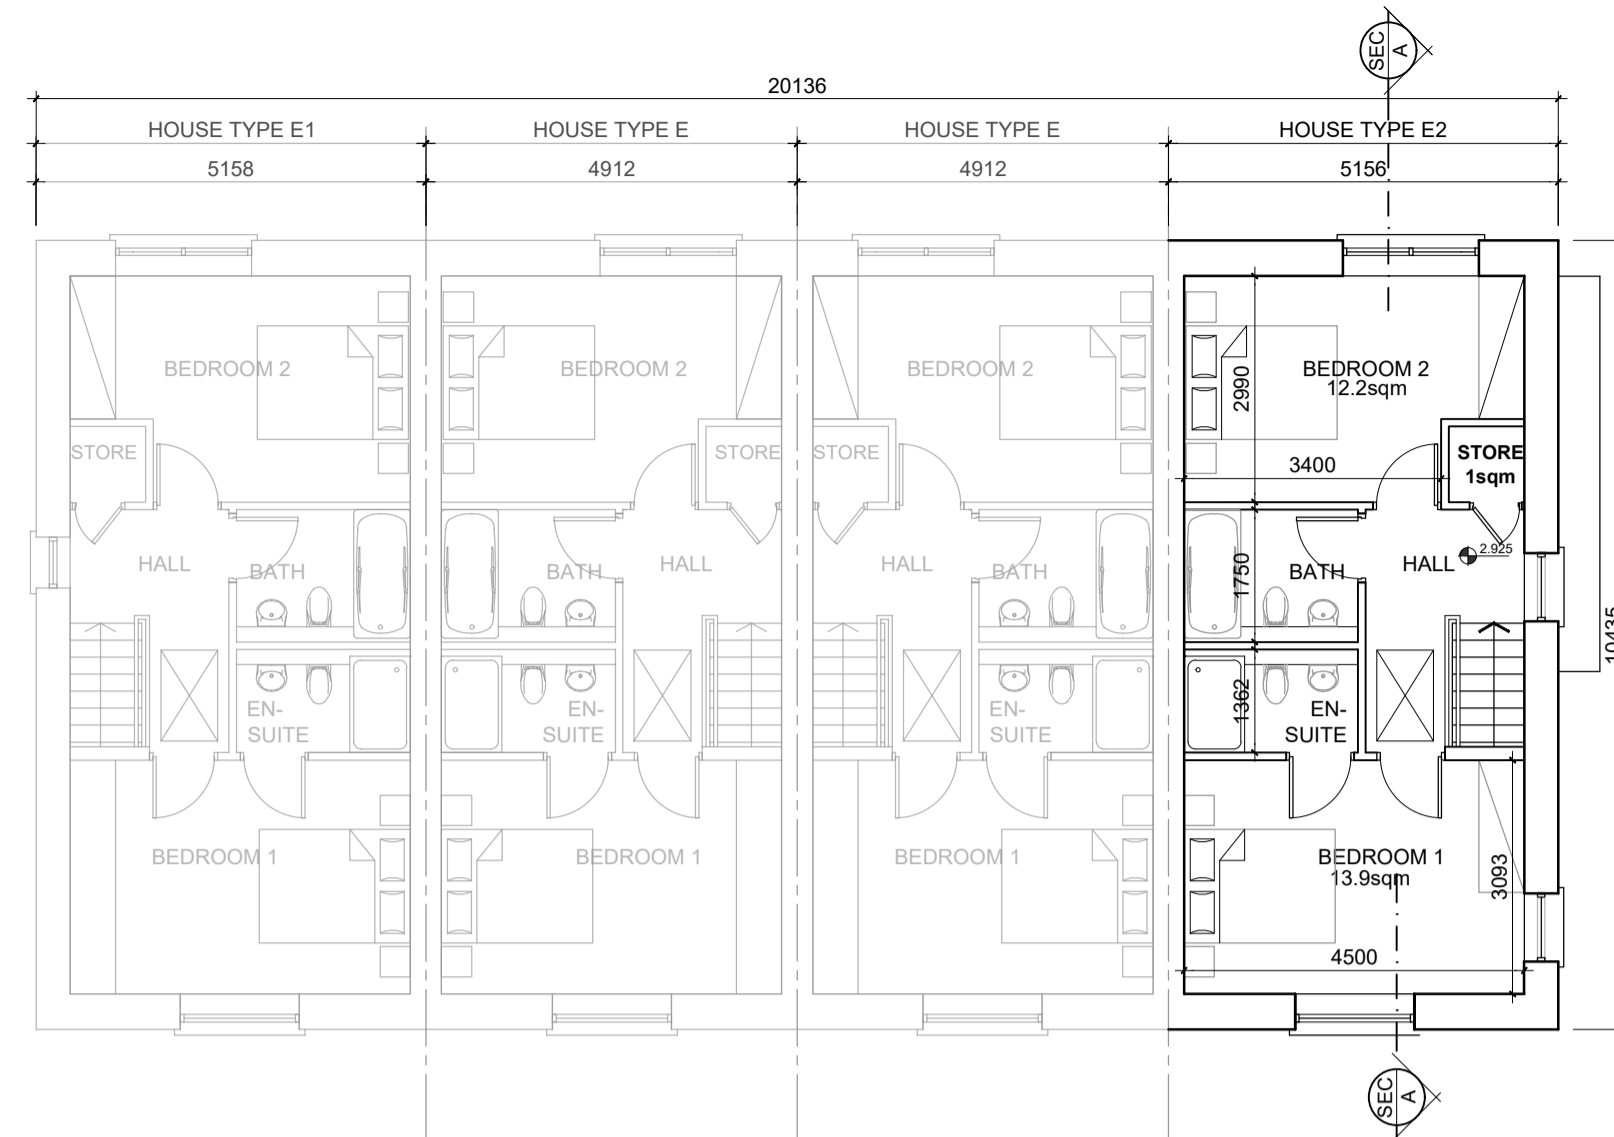 SEC
A
20136
HOUSE TYPE E1
HOUSE TYPE E
HOUSE TYPE E
HOUSE TYPE E2
5158
4912
4912
5156
BEDROOM 2
BEDROOM 2
BEDROOM 2
BEDROOM 2
12.2sqm
2990
STORE
STORE
STORE
STORE
1sqm
3400
HALL
BATH
BATH
HALL
HALL
BATH
1750
BATH
HALL
2.925
10435
EN-
SUITE
EN-
SUITE
EN-
SUITE
1362
EN-
SUITE
BEDROOM 1
BEDROOM 1
BEDROOM 1
BEDROOM 1
13.9sqm
3093
4500
SEC
A